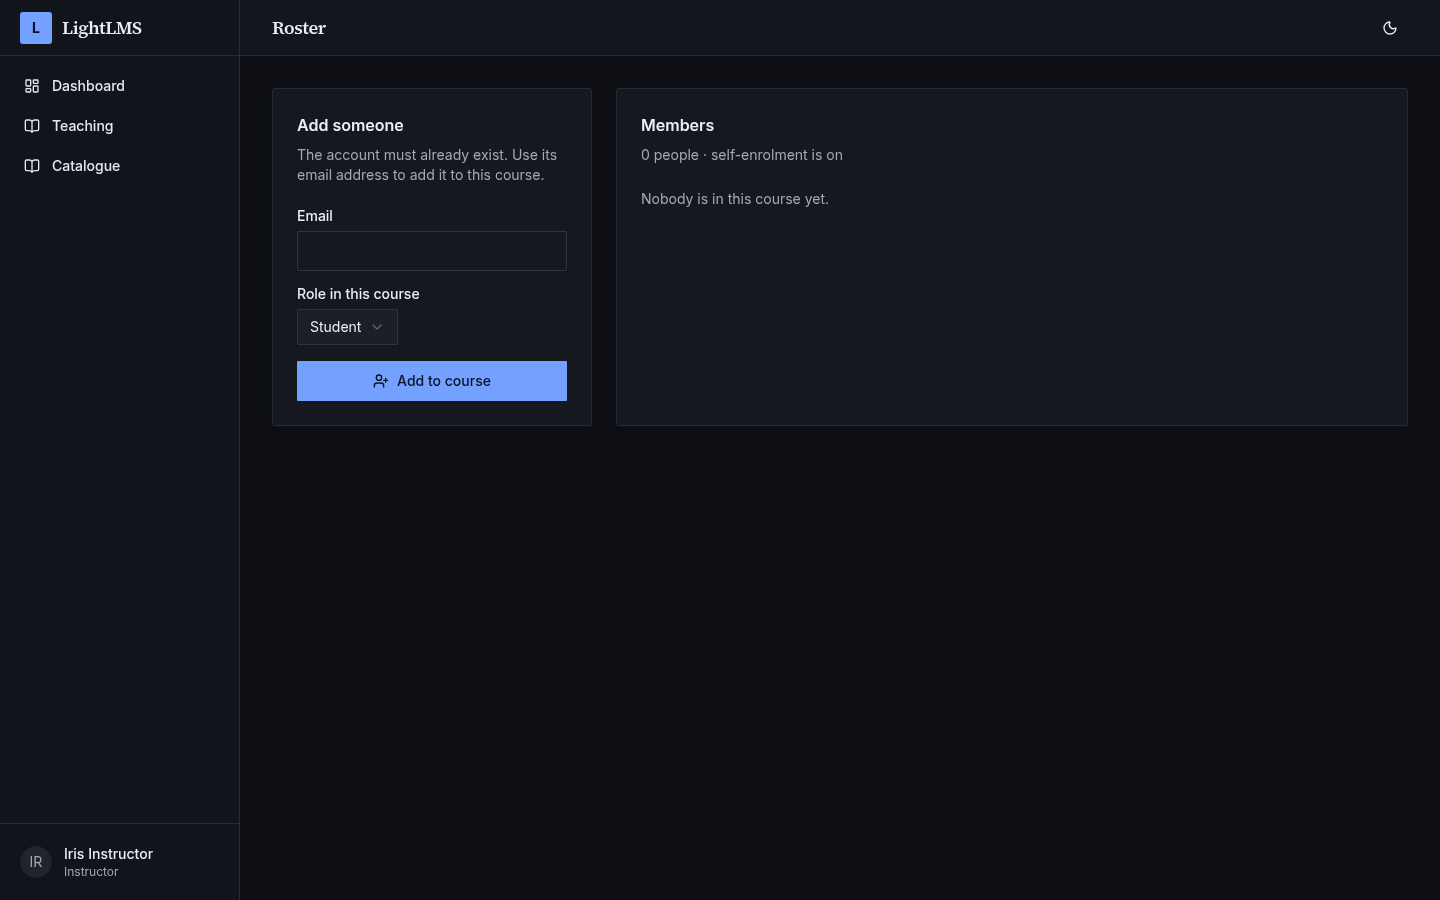 L
LightLMS
Roster
Dashboard
Teaching
Catalogue
Add someone
The account must already exist. Use its
email address to add it to this course.
Email
Role in this course
Student
Add to course
Members
0 people · self-enrolment is on
Nobody is in this course yet.
IR
Iris Instructor
Instructor